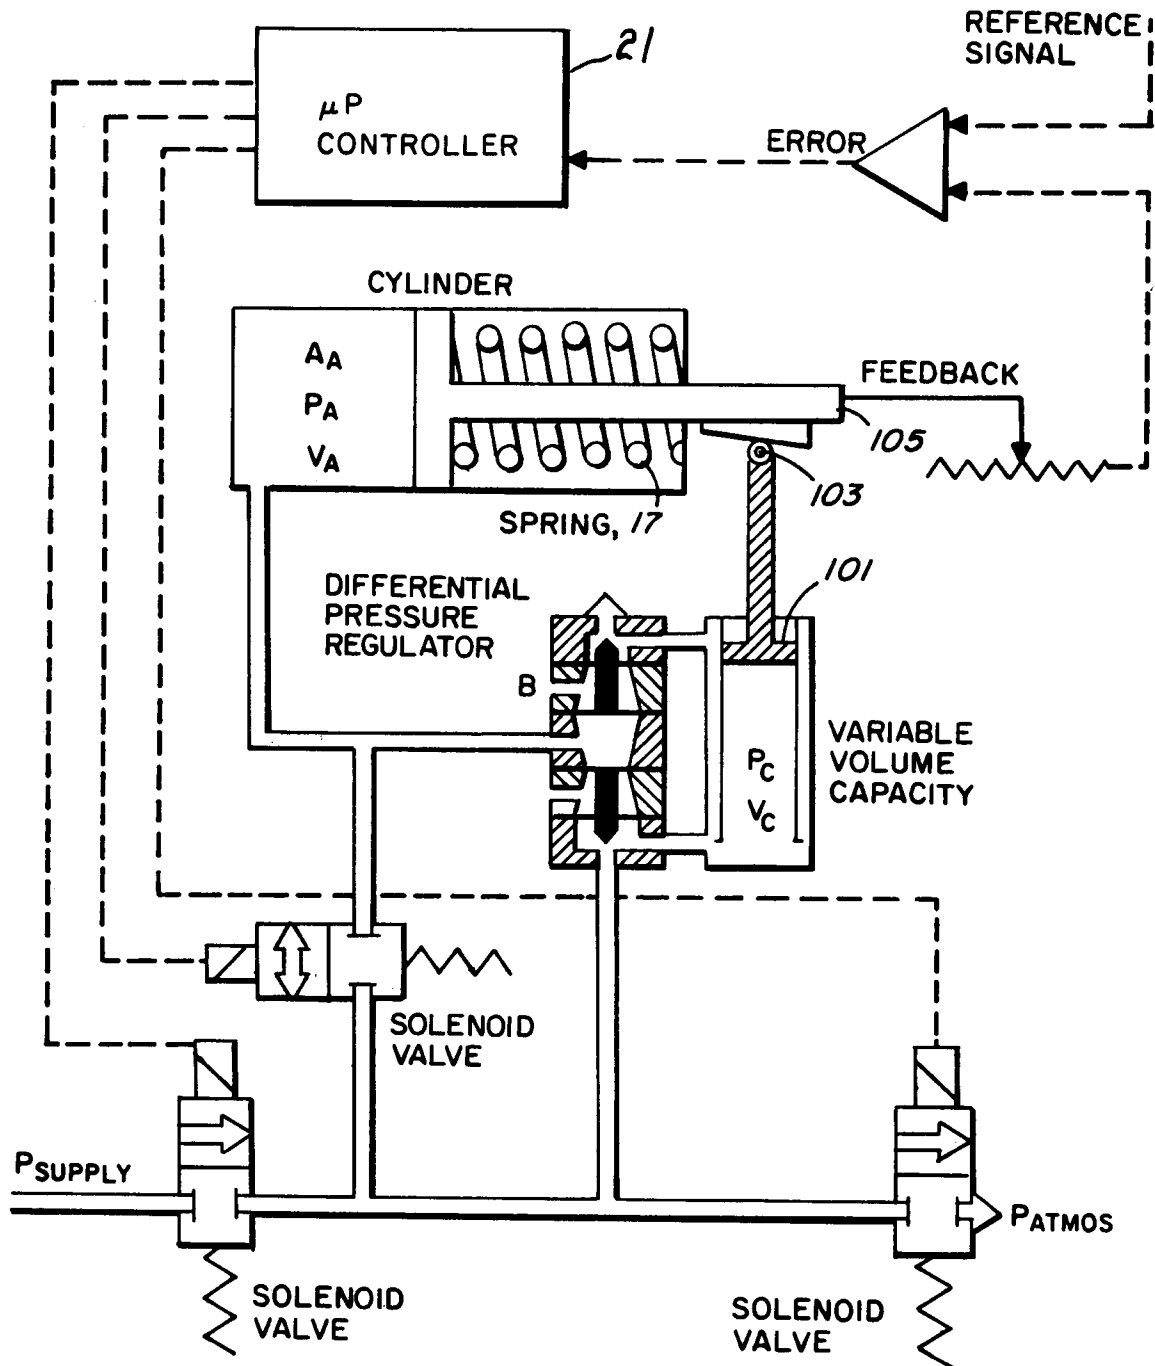 21
REFERENCE
SIGNAL
μP
CONTROLLER
ERROR
CYLINDER
AA
PA
VA
FEEDBACK
105
103
SPRING, 17
101
DIFFERENTIAL
PRESSURE
REGULATOR
B
VARIABLE
VOLUME
CAPACITY
PC
VC
SOLENOID
VALVE
PSUPPLY
PATMOS
SOLENOID
VALVE
SOLENOID
VALVE